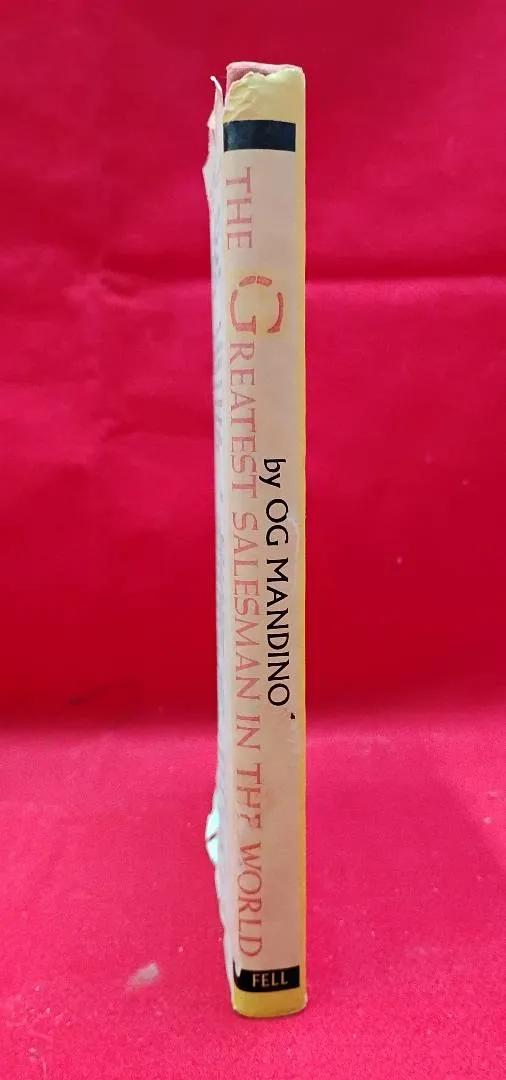 THE GREATEST SALESMAN IN THE WORLD
by OG MANDINO
FELL